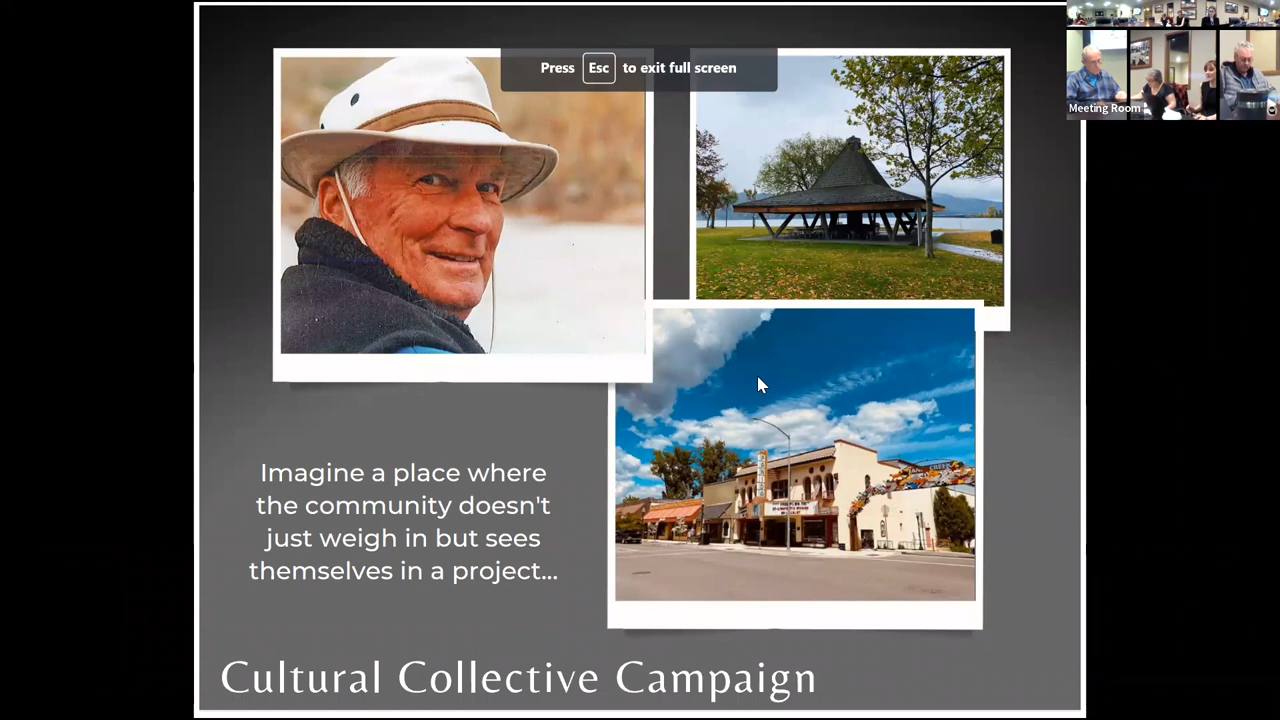 Press Esc to exit full screen
Meeting Room
Imagine a place where
the community doesn't
just weigh in but sees
themselves in a project...
Cultural Collective Campaign